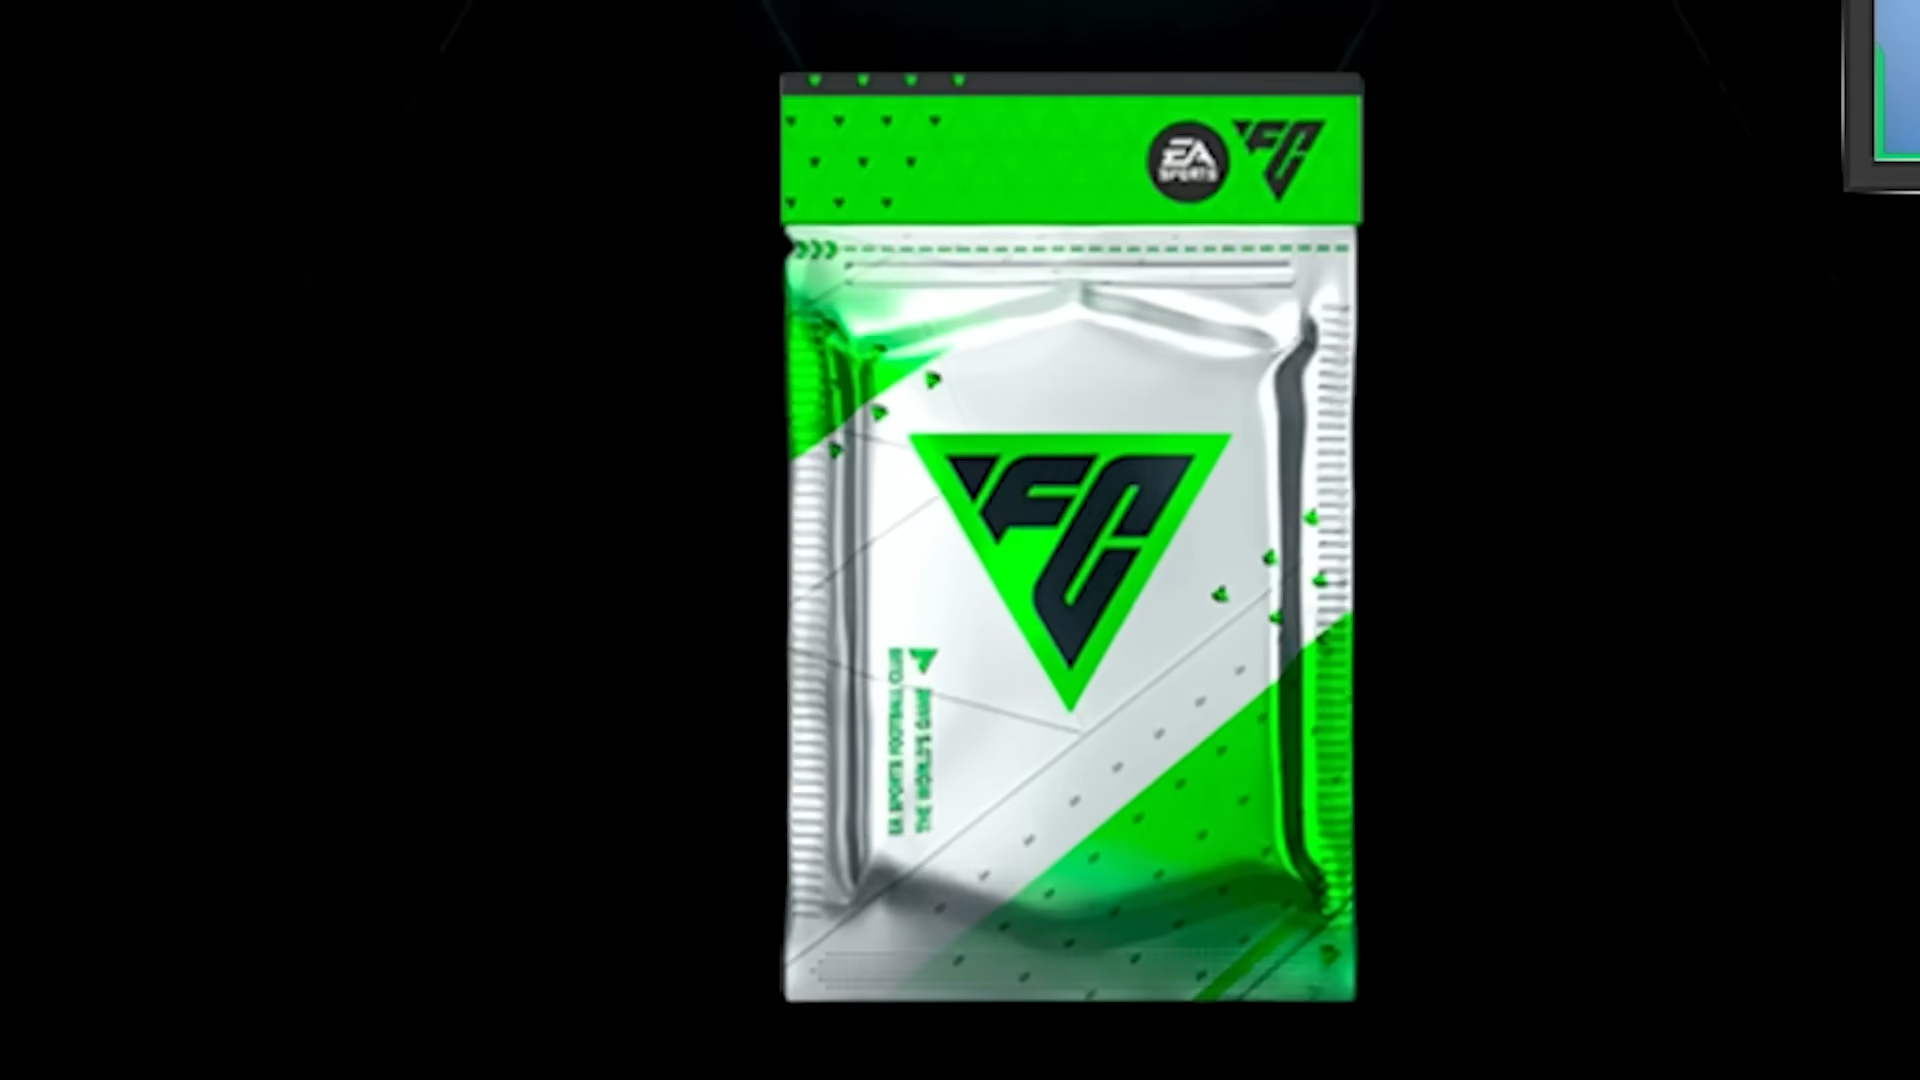 EA
SPORTS
FC
FC
EA SPORTS FOOTBALL CLUB
THE WORLD'S GAME